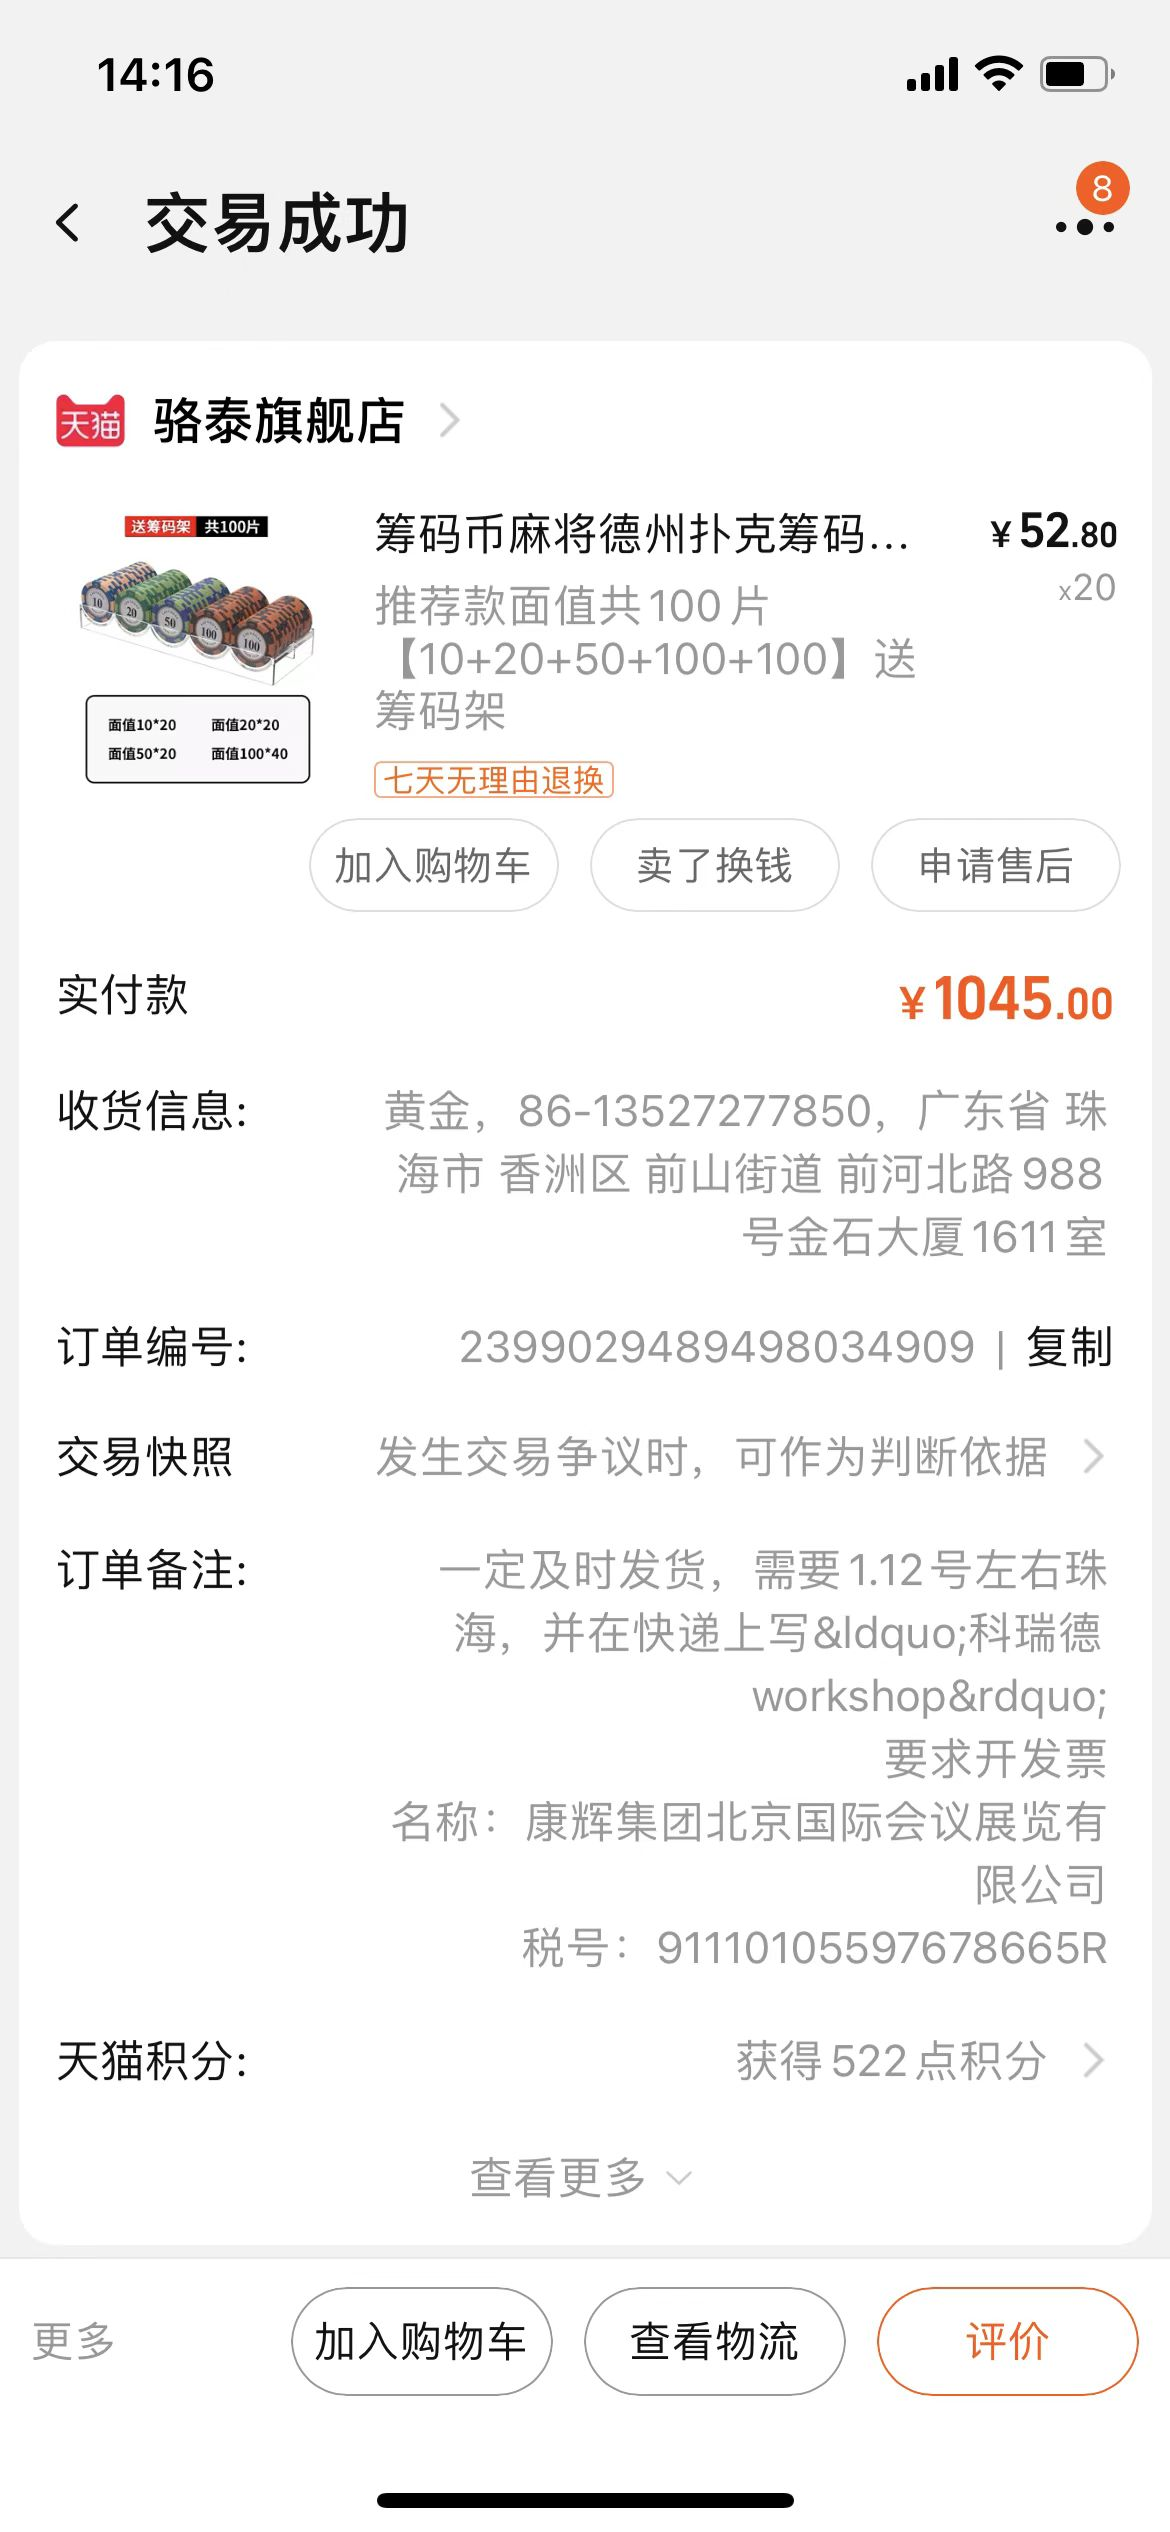 14:16
交易成功
8
天猫 骆泰旗舰店
送筹码架 共100片
10 20 50 100 100
面值10*20 面值20*20
面值50*20 面值100*40
筹码币麻将德州扑克筹码... ¥52.80
x20
推荐款面值共100片
【10+20+50+100+100】送
筹码架
七天无理由退换
加入购物车 卖了换钱 申请售后
实付款 ¥1045.00
收货信息: 黄金，86-13527277850，广东省 珠
海市 香洲区 前山街道 前河北路988
号金石大厦1611室
订单编号: 2399029489498034909 | 复制
交易快照 发生交易争议时，可作为判断依据
订单备注: 一定及时发货，需要1.12号左右珠
海，并在快递上写&ldquo;科瑞德
workshop&rdquo;
要求开发票
名称：康辉集团北京国际会议展览有
限公司
税号：91110105597678665R
天猫积分: 获得522点积分
查看更多
更多 加入购物车 查看物流 评价